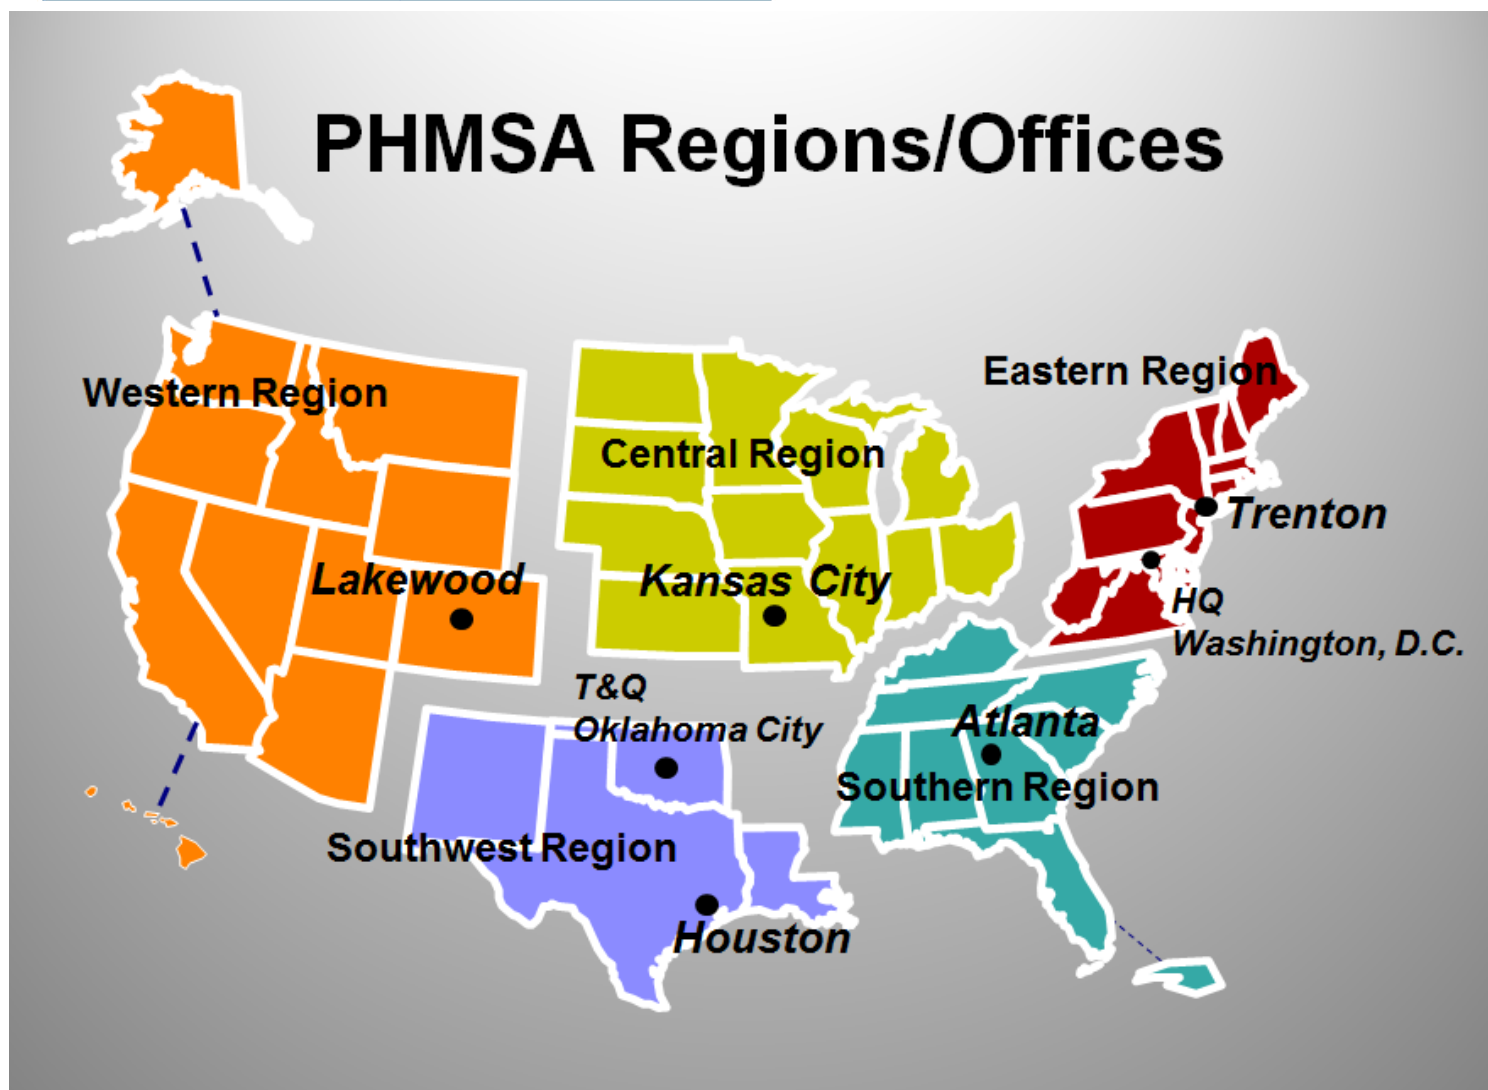 PHMSA Regions/Offices
Western Region
Eastern Region
Central Region
Trenton
Lakewood
Kansas City
HQ
Washington, D.C.
T&Q
Oklahoma City
Atlanta
Southern Region
Southwest Region
Houston